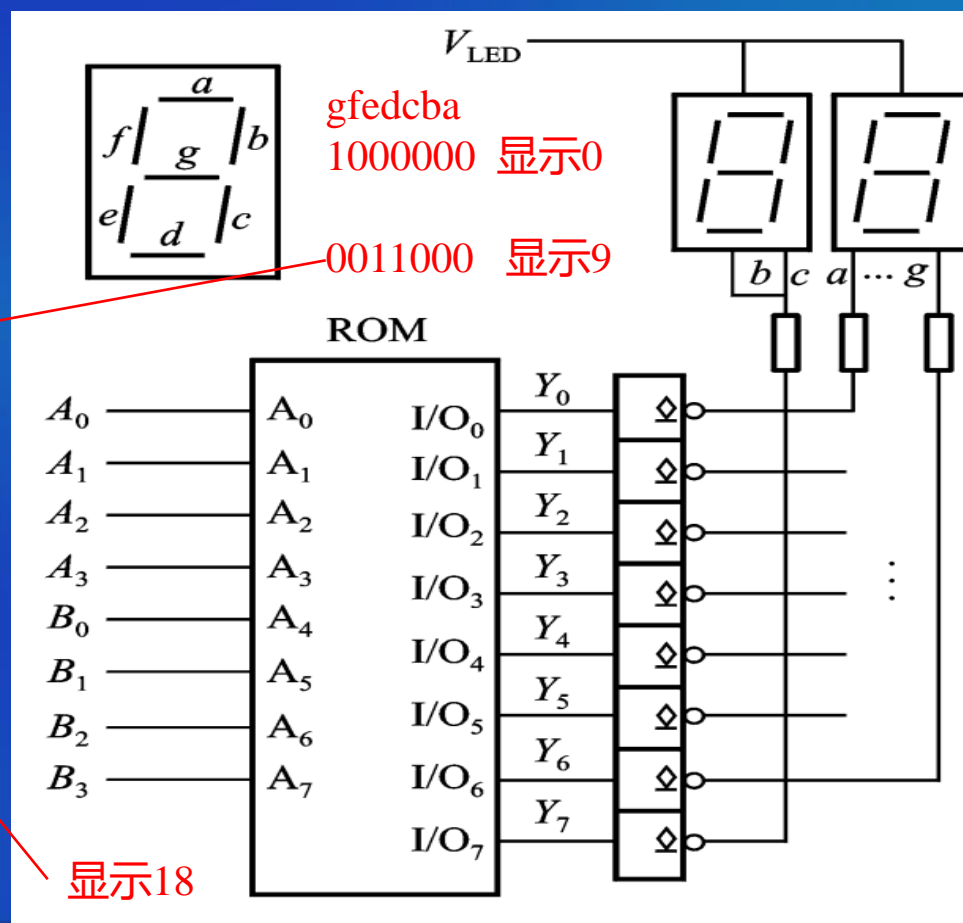 V_LED
a
f b
g
e c
d
gfedcba
1000000 显示0
0011000 显示9
b c a ... g
ROM
A₀ A₀ I/O₀ Y₀
A₁ A₁ I/O₁ Y₁
A₂ A₂ I/O₂ Y₂
A₃ A₃ I/O₃ Y₃
B₀ A₄ I/O₄ Y₄
B₁ A₅ I/O₅ Y₅
B₂ A₆ I/O₆ Y₆
B₃ A₇ I/O₇ Y₇
显示18